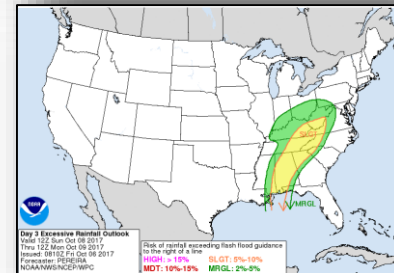 SLGT
MRGL
NOAA
Day 3 Excessive Rainfall Outlook
Valid 12Z Sun Oct 08 2017
Thru 12Z Mon Oct 09 2017
Issued: 0810Z Fri Oct 06 2017
Forecaster: PEREIRA
NOAA/NWS/NCEP/WPC
Risk of rainfall exceeding flash flood guidance
to the right of a line
HIGH: > 15% SLGT: 5%-10%
MDT: 10%-15% MRGL: 2%-5%